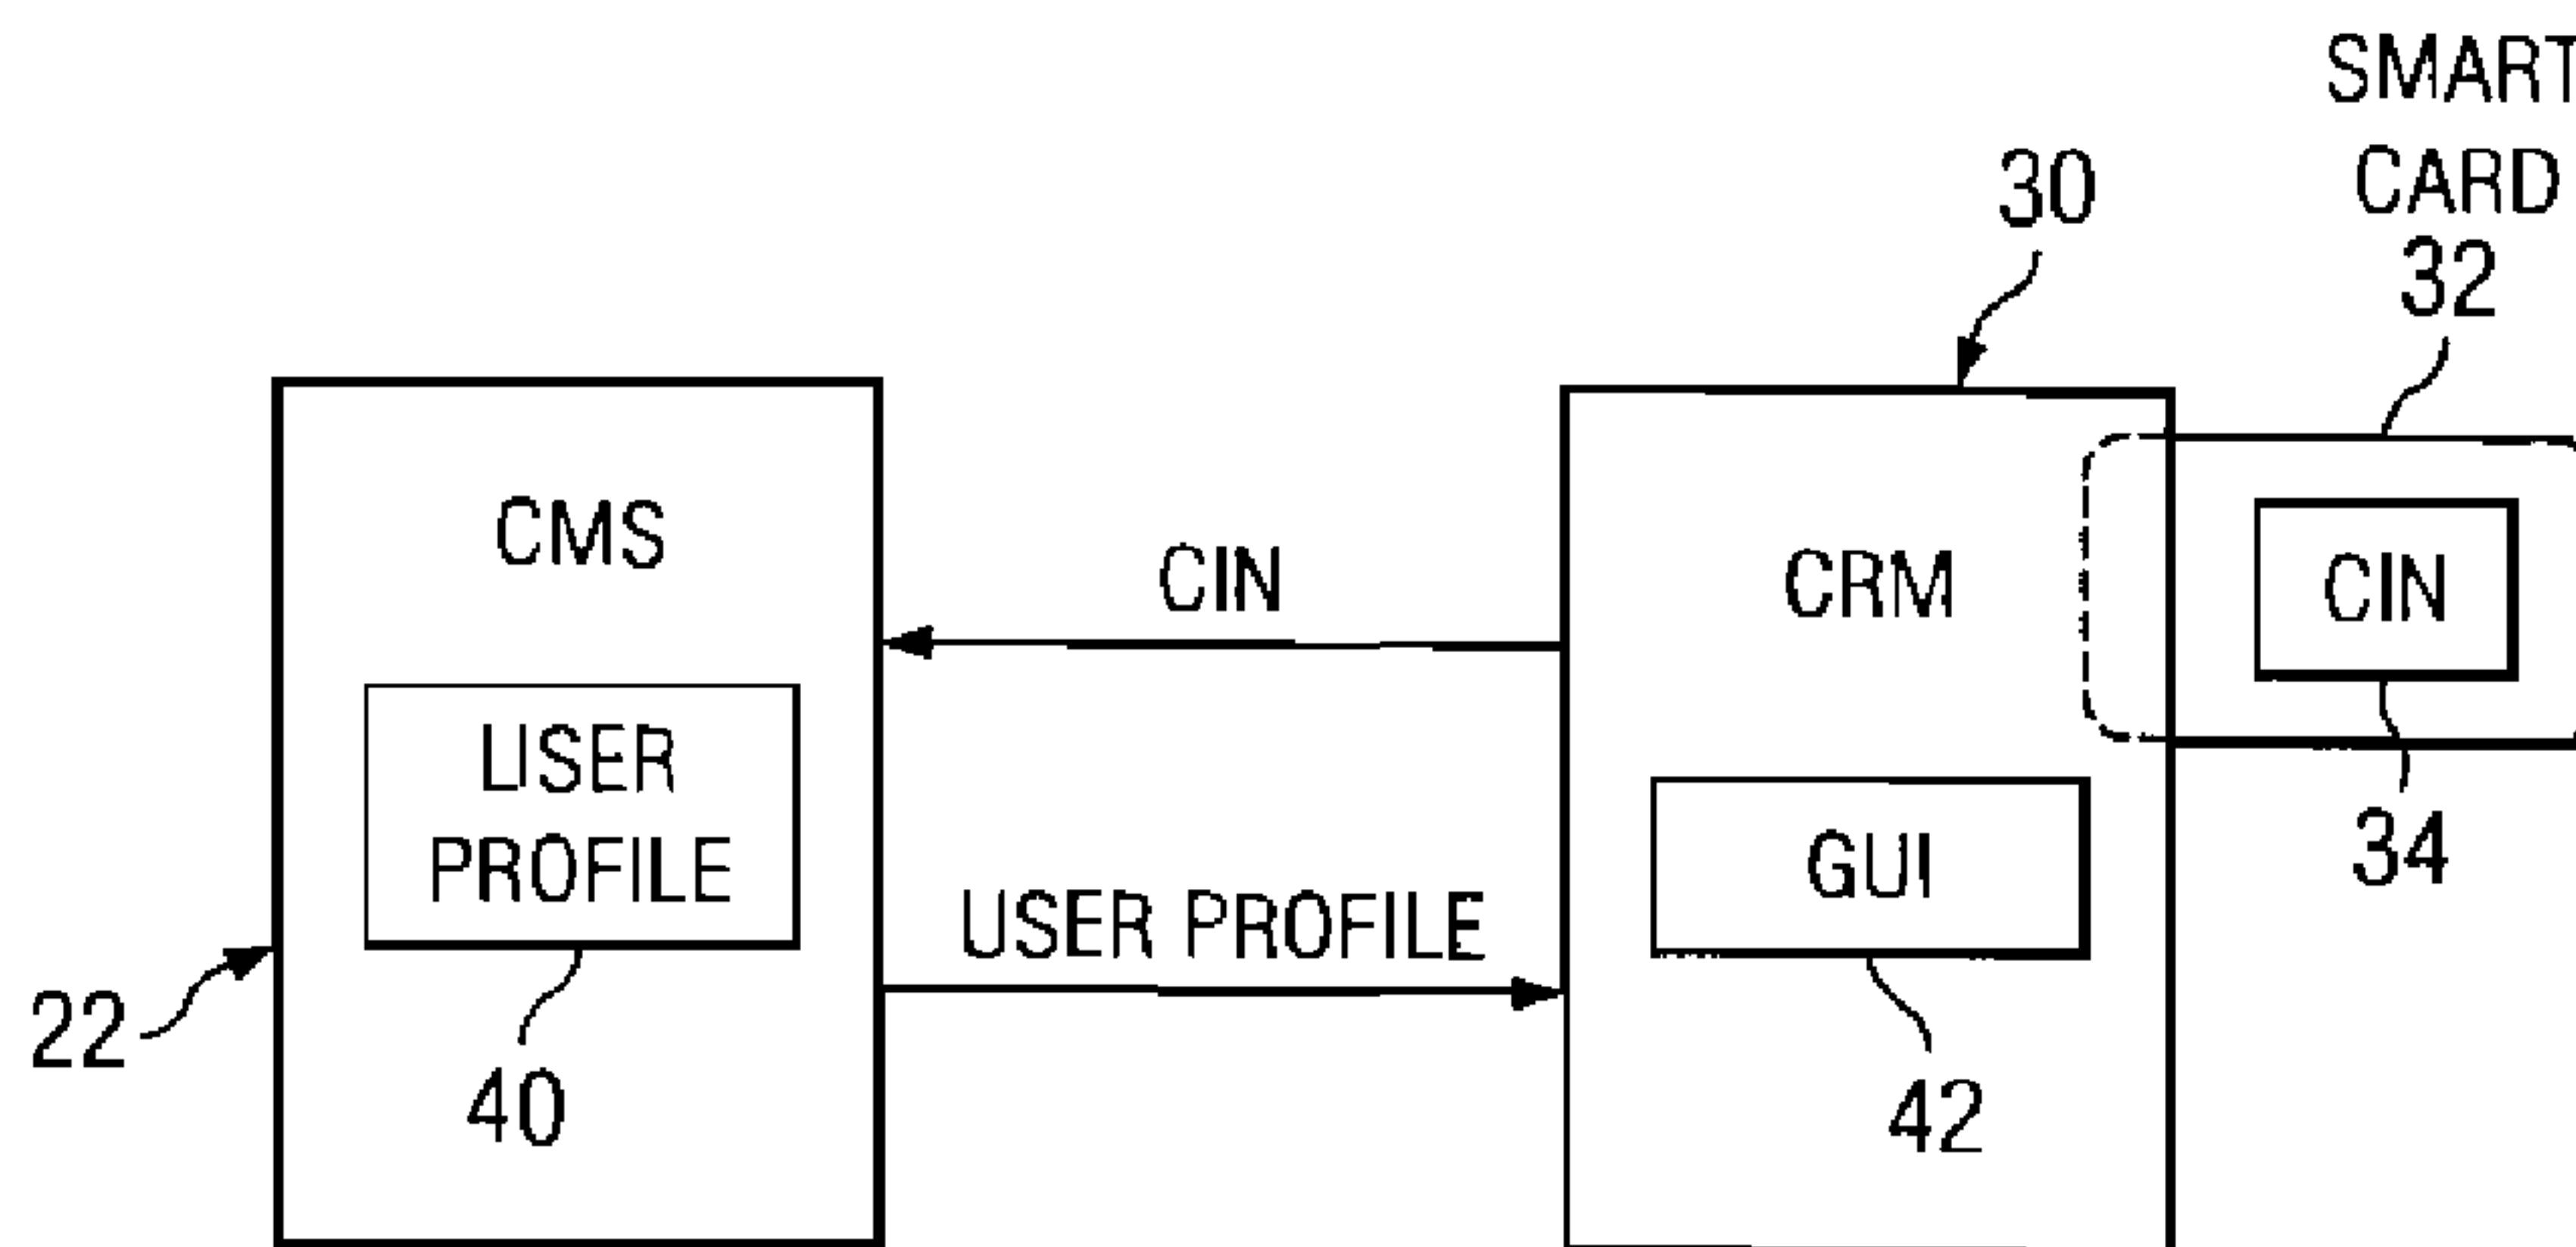 SMART
CARD
32
30
CMS
CIN
CRM
CIN
USER
PROFILE
USER PROFILE
GUI
34
22
40
42